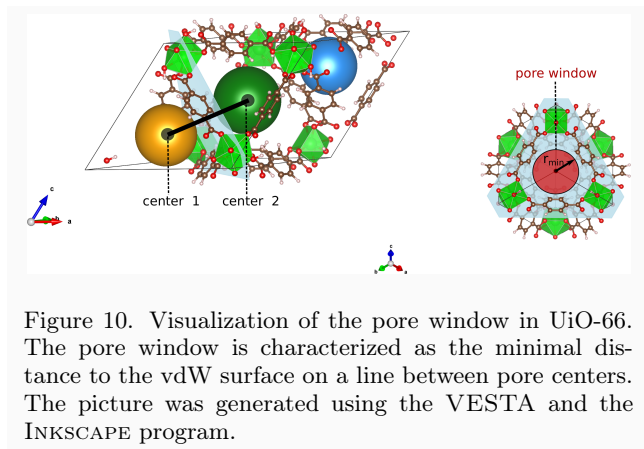 pore window
r min
center 1 center 2
c
b
a
c
b
a
Figure 10. Visualization of the pore window in UiO-66.
The pore window is characterized as the minimal dis-
tance to the vdW surface on a line between pore centers.
The picture was generated using the VESTA and the
INKSCAPE program.